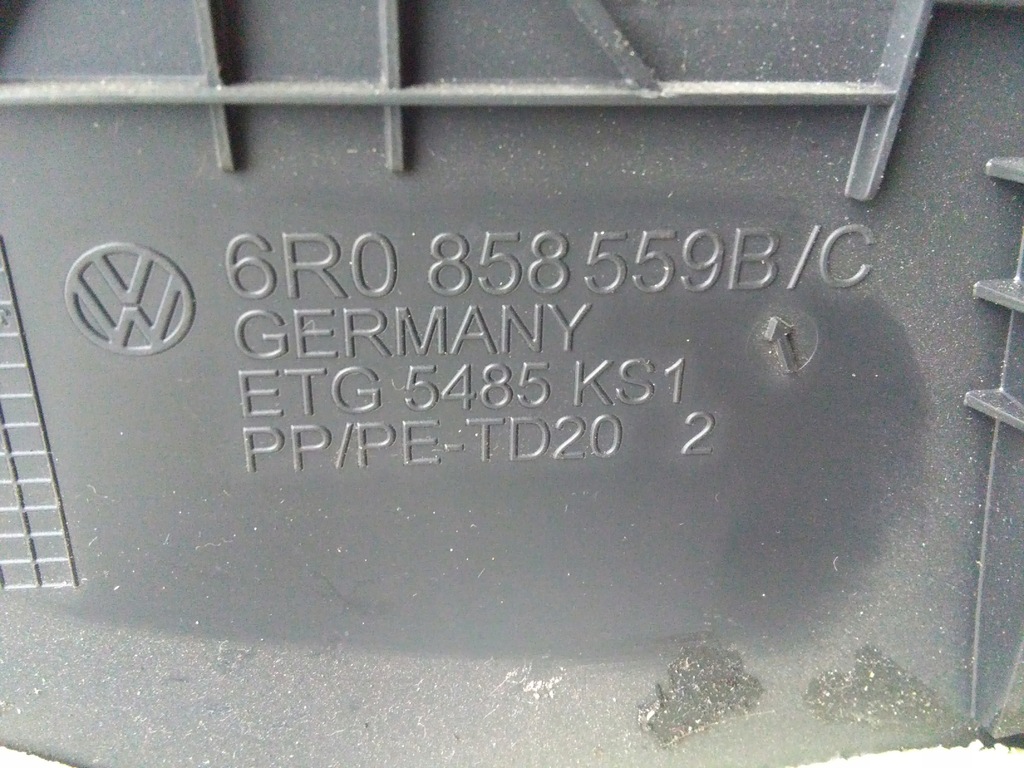 6R0 858 559B/C
GERMANY
ETG 5485 KS1
PP/PE-TD20 2